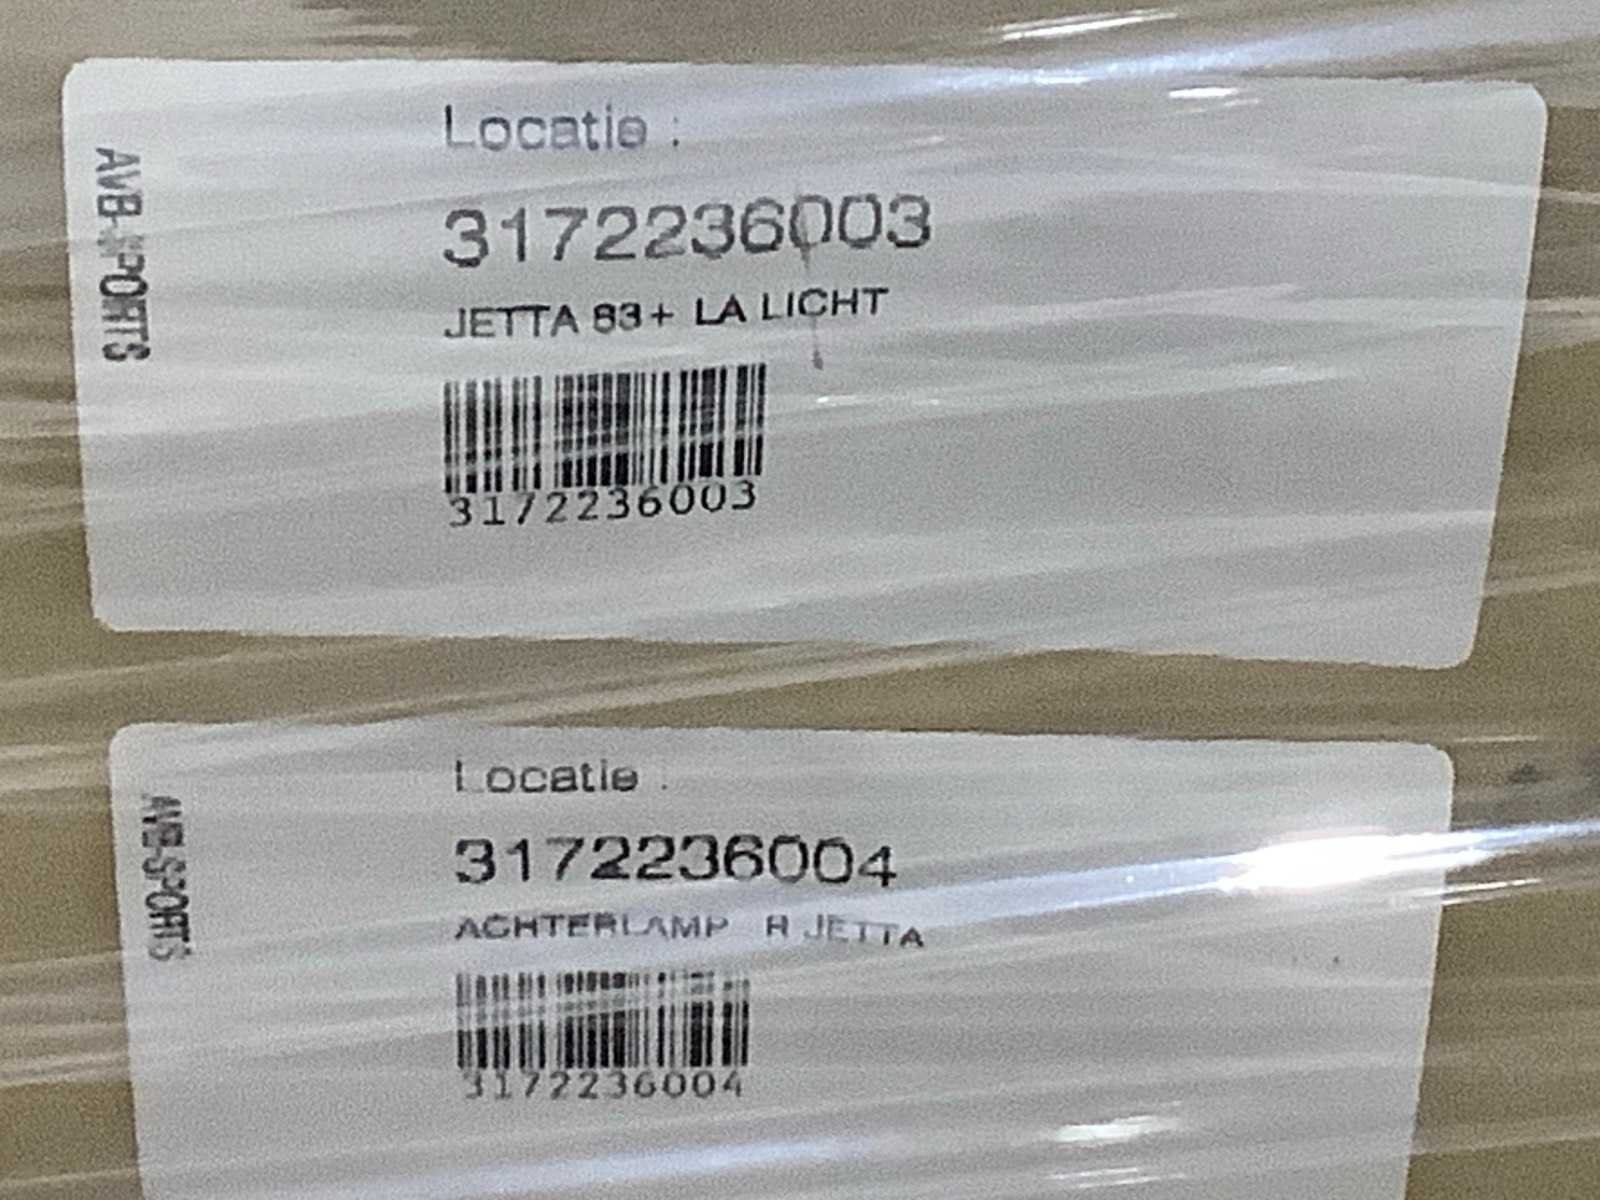 AVB-SPORTS
Locatie :
3172236003
JETTA 83+ LA LICHT
3172236003
AVB-SPORTS
Locatie :
3172236004
ACHTERLAMP R JETTA
3172236004